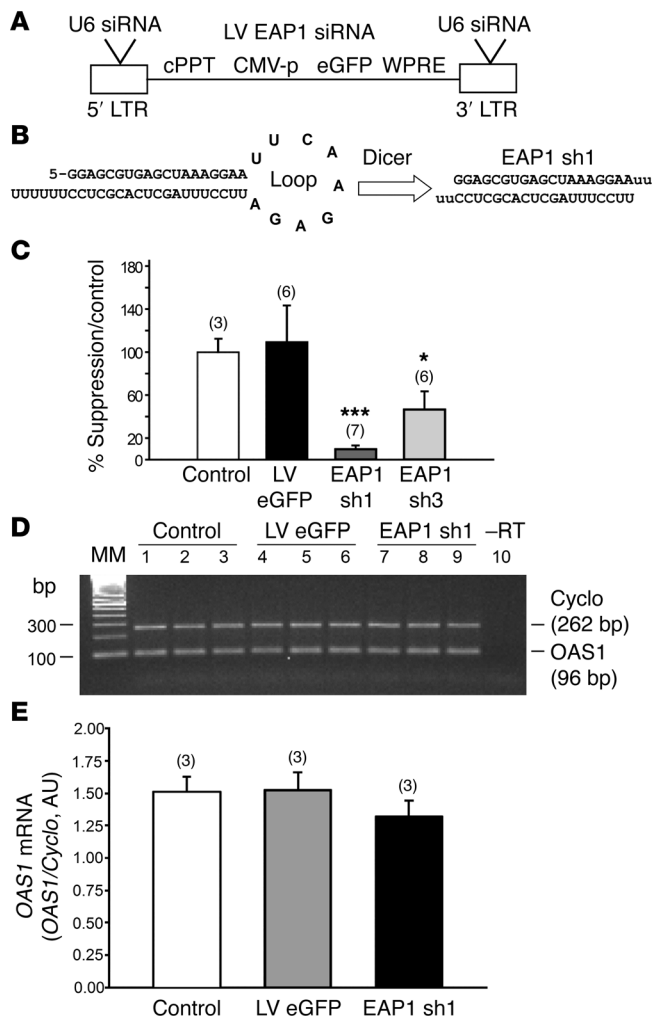 A
U6 siRNA LV EAP1 siRNA U6 siRNA
cPPT CMV-p eGFP WPRE
5′ LTR 3′ LTR
B
5-GGAGCGUGAGCUAAAGGAA
UUUUUUCCUCGCACUCGAUUUCCUU
U U C A A G A G A
Loop
Dicer
EAP1 sh1
GGAGCGUGAGCUAAAGGAAuu
uuCCUCGCACUCGAUUUCCUU
C
% Suppression/control
180
140
100
60
20
0
(3)
(6)
***
(7)
*
(6)
Control
LV eGFP
EAP1 sh1
EAP1 sh3
D
Control LV eGFP EAP1 sh1 –RT
MM 1 2 3 4 5 6 7 8 9 10
bp
300
100
Cyclo
(262 bp)
OAS1
(96 bp)
E
OAS1 mRNA
(OAS1/Cyclo, AU)
2.00
1.75
1.50
1.25
1.00
0.75
0.50
0.25
0.00
(3)
(3)
(3)
Control LV eGFP EAP1 sh1